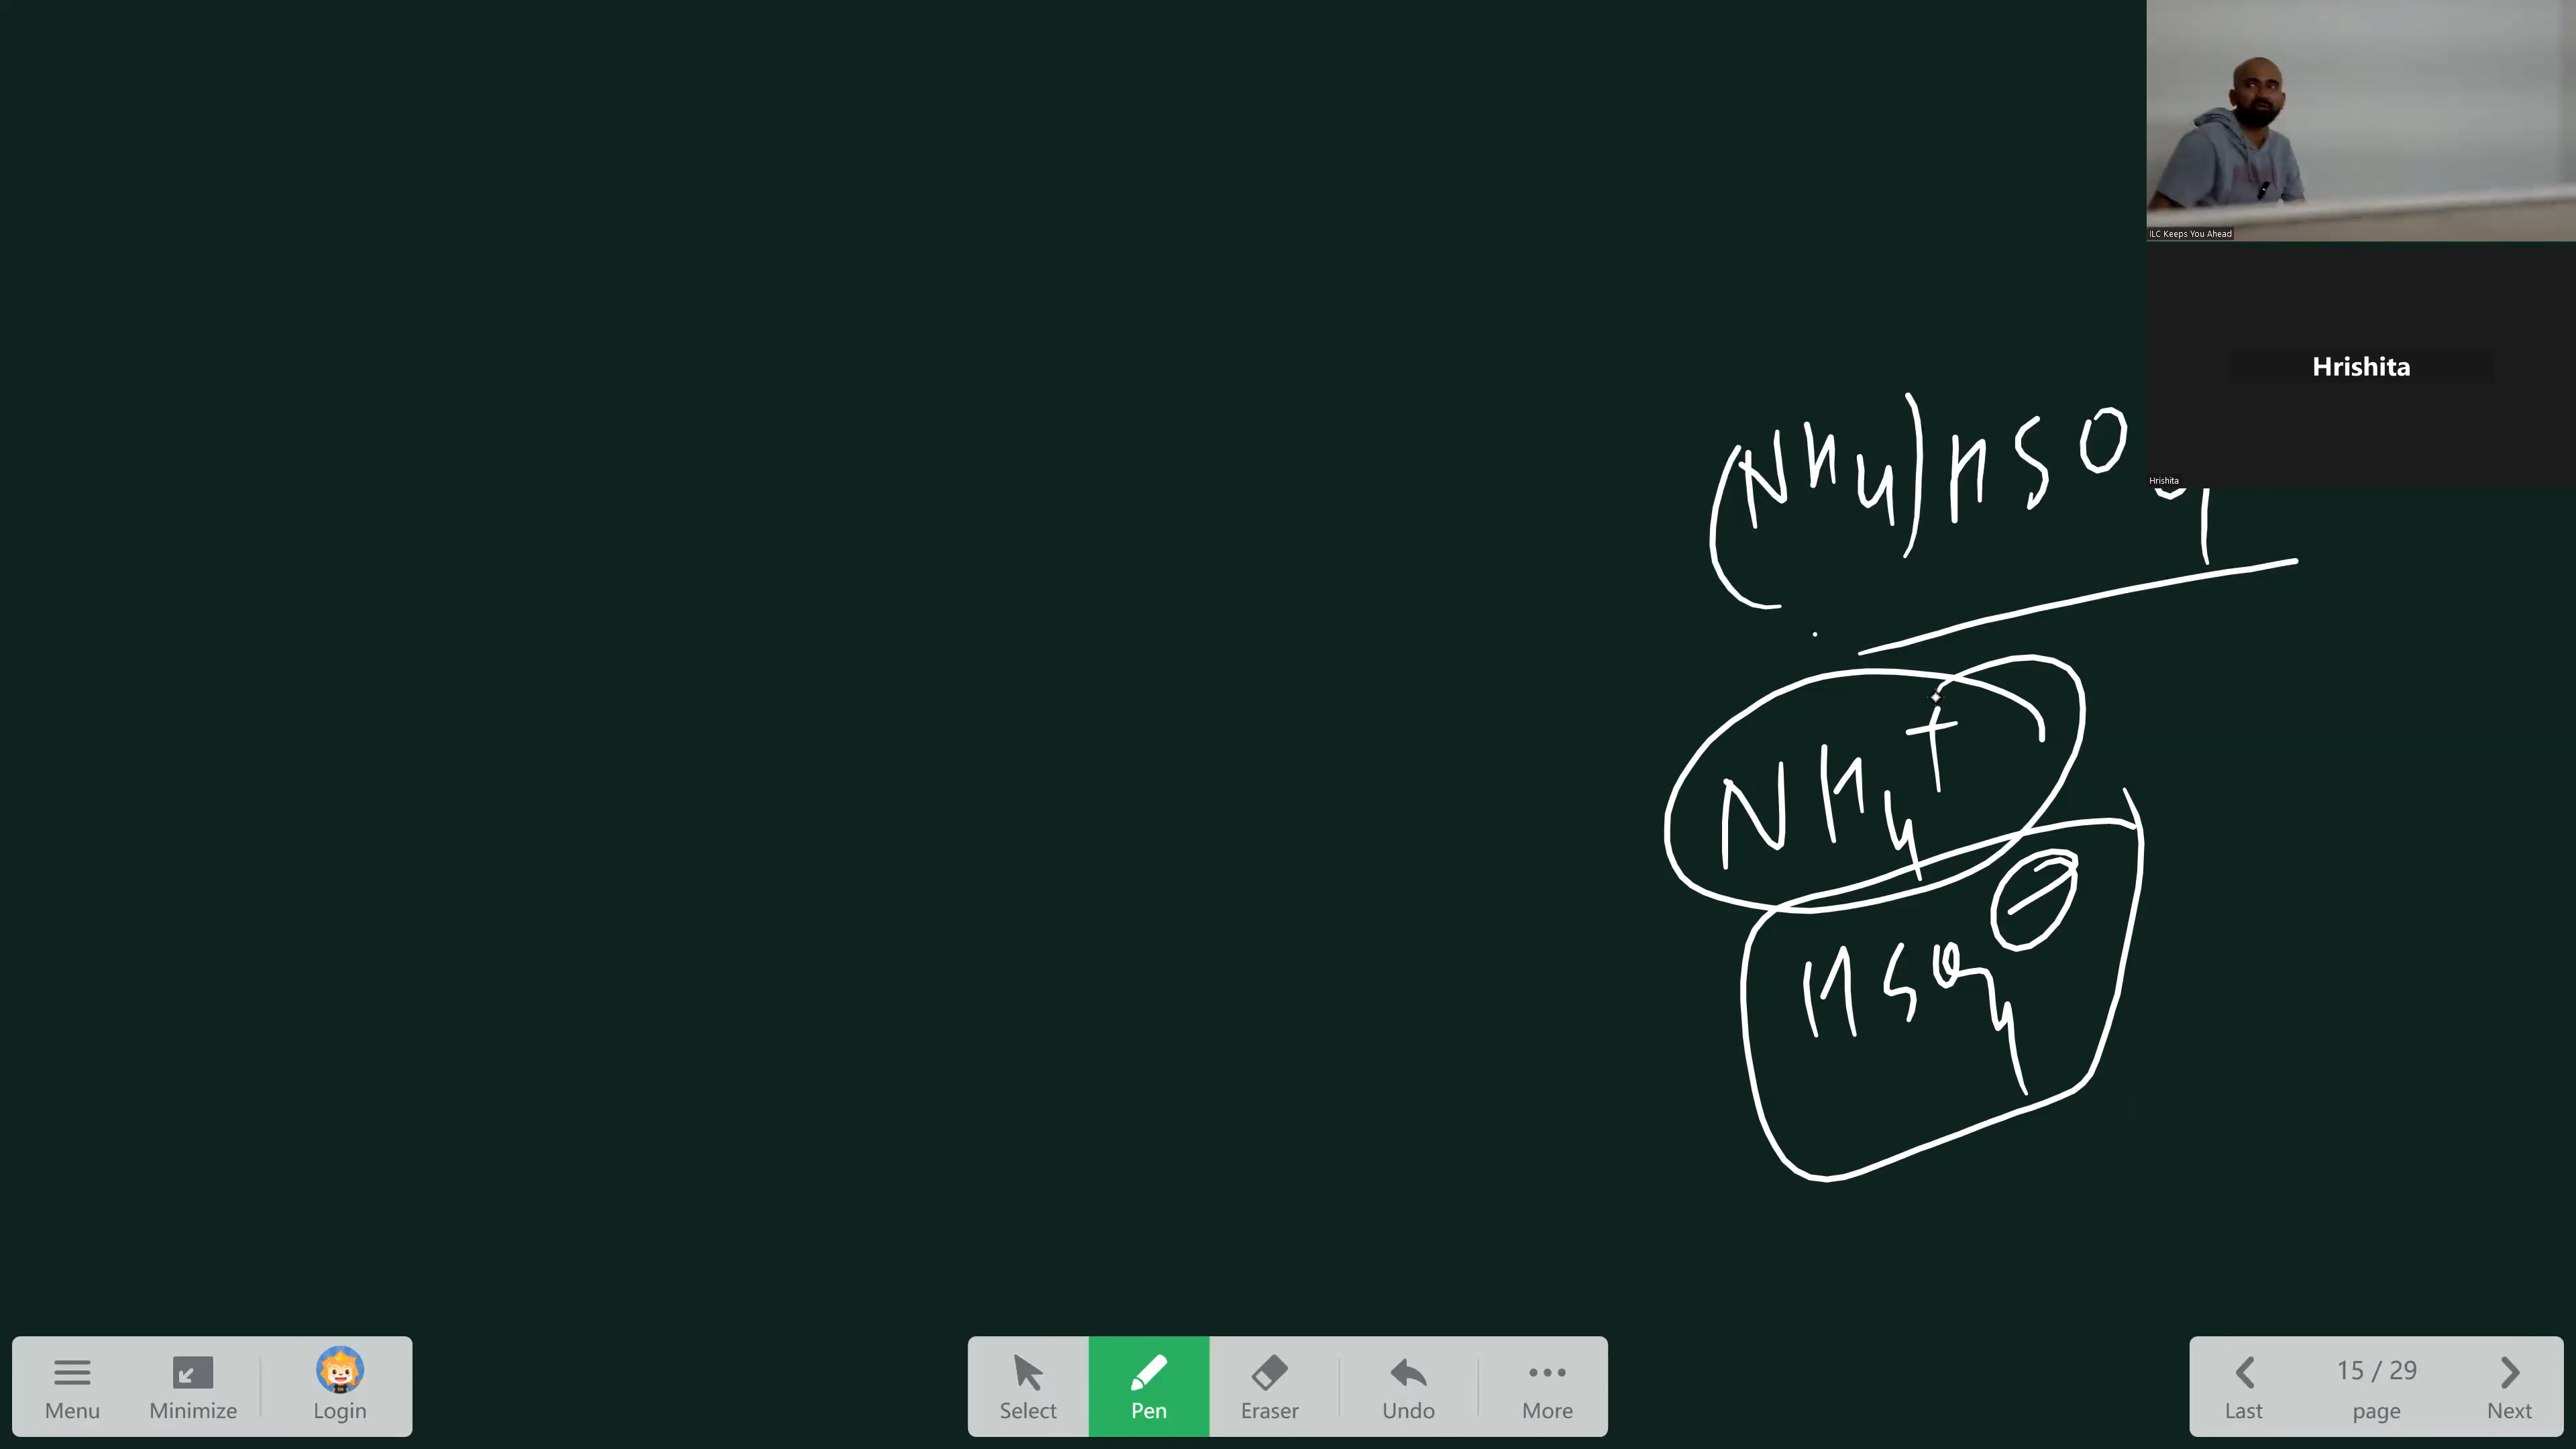 ILC Keeps You Ahead
Hrishita
Hrishita
(NH4)HSO
NH4+
HSO4-
Menu
Minimize
Login
Select
Pen
Eraser
Undo
More
Last
15 / 29
page
Next